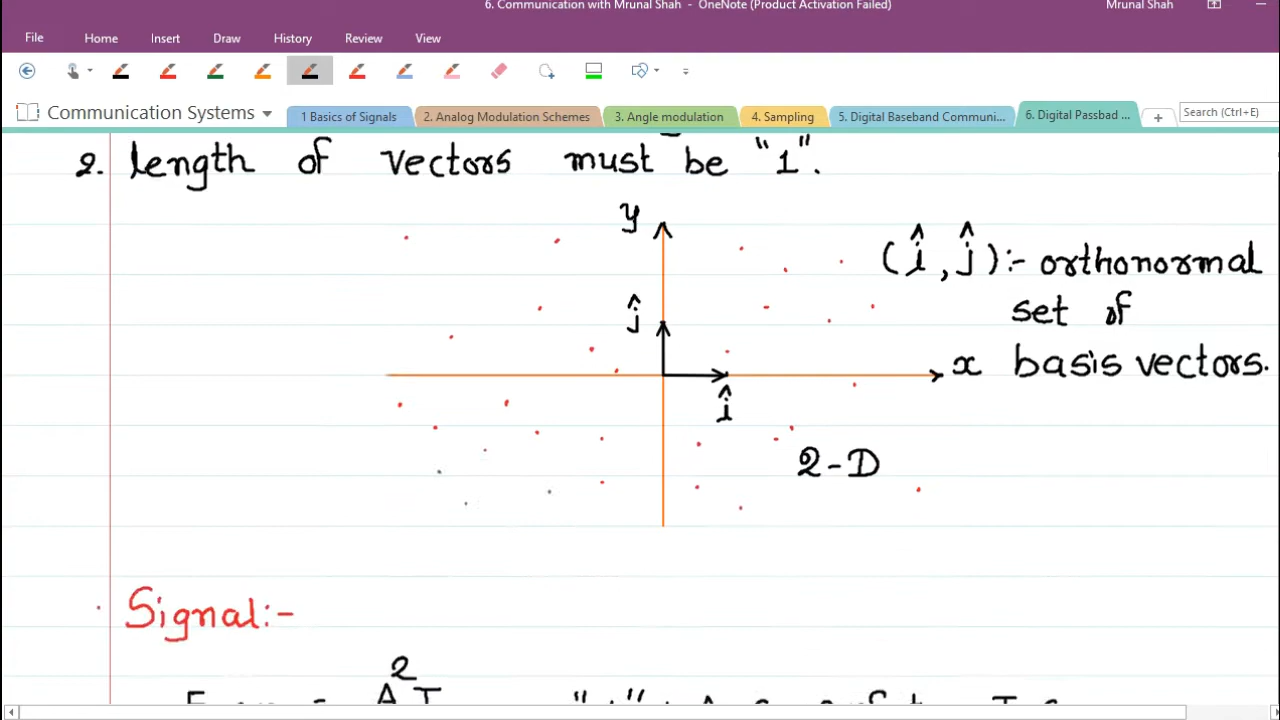 6. Communication with Mrunal Shah - OneNote (Product Activation Failed)
Mrunal Shah
File Home Insert Draw History Review View
Communication Systems
1 Basics of Signals
2. Analog Modulation Schemes
3. Angle modulation
4. Sampling
5. Digital Baseband Communi...
6. Digital Passbad ...
Search (Ctrl+E)
2. length of vectors must be "1".
y
(î, ĵ):- orthonormal
set of
basis vectors.
ĵ
x
î
2-D
Signal:-
A²T